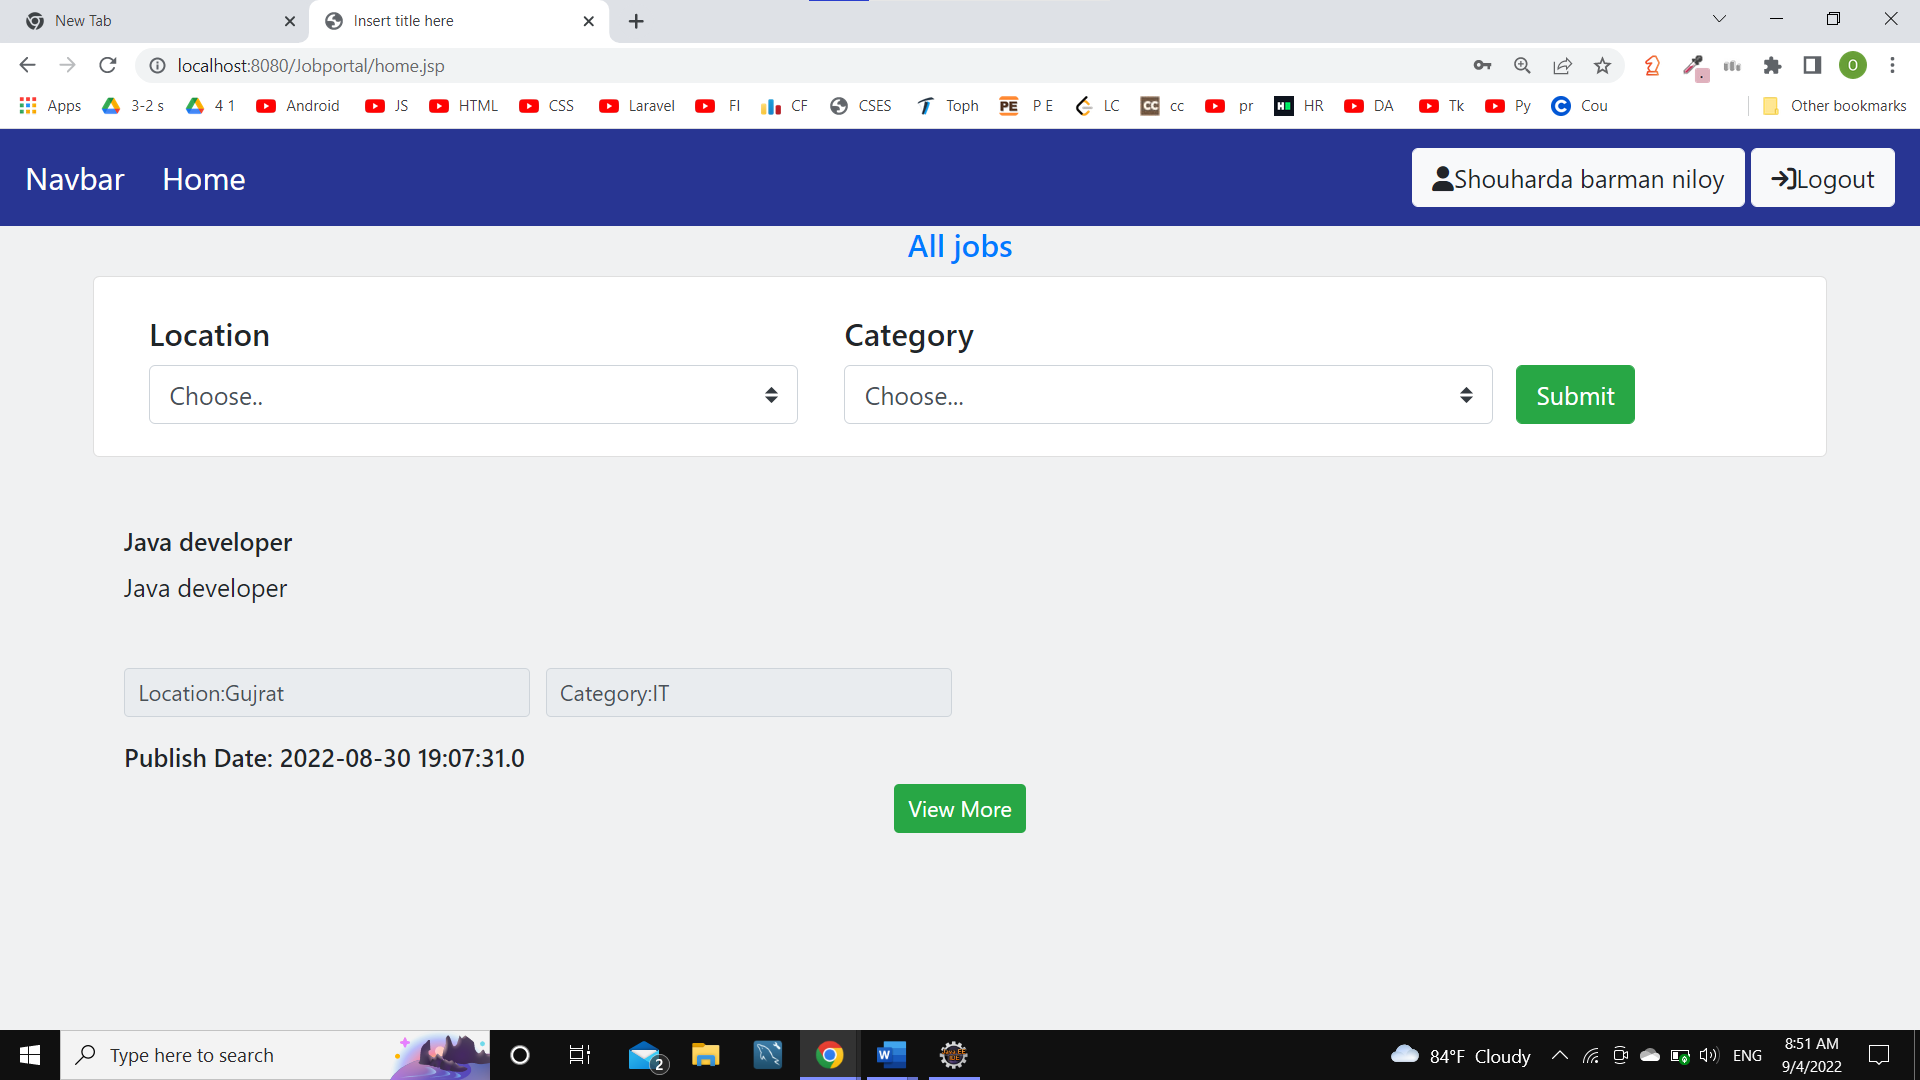 New Tab
Insert title here
localhost:8080/Jobportal/home.jsp
O
Apps 3-2 s 4 1 Android JS HTML CSS Laravel FI CF CSES Toph PE P E LC CC cc pr HR DA Tk Py Cou Other bookmarks
Navbar Home Shouharda barman niloy Logout
All jobs
Location Category
Choose.. Choose... Submit
Java developer
Java developer
Location:Gujrat Category:IT
Publish Date: 2022-08-30 19:07:31.0
View More
Type here to search 2 84°F Cloudy ENG 8:51 AM
9/4/2022